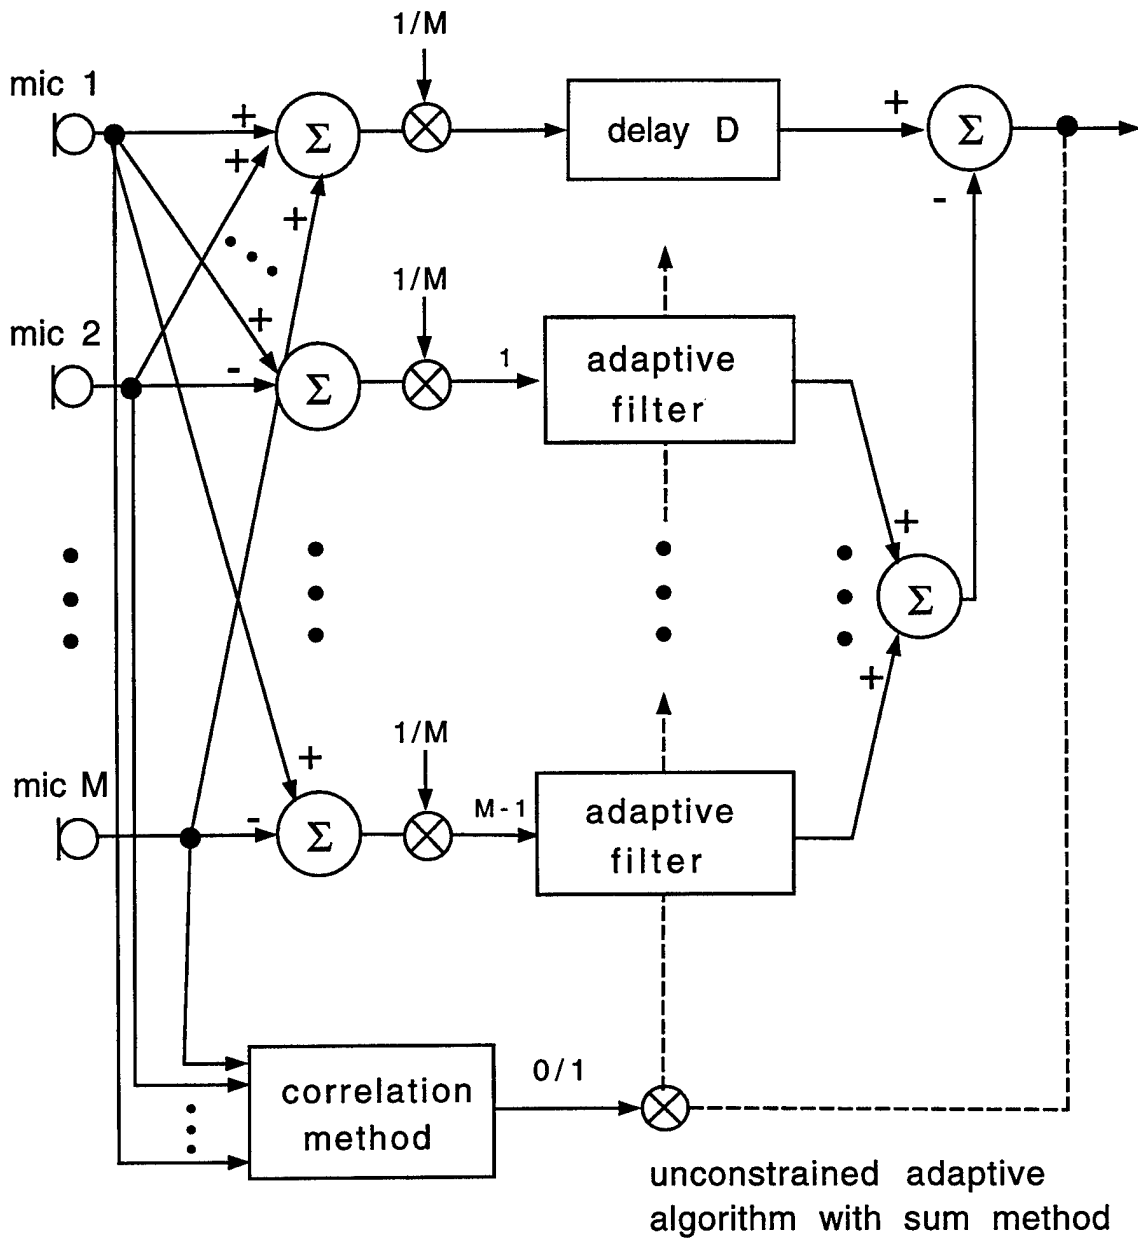 1/M
mic 1
+
Σ
delay D
+
Σ
+
+
-
1/M
mic 2
+
-
Σ
1
adaptive
filter
+
Σ
+
1/M
mic M
+
-
Σ
M-1
adaptive
filter
0/1
correlation
method
unconstrained adaptive
algorithm with sum method